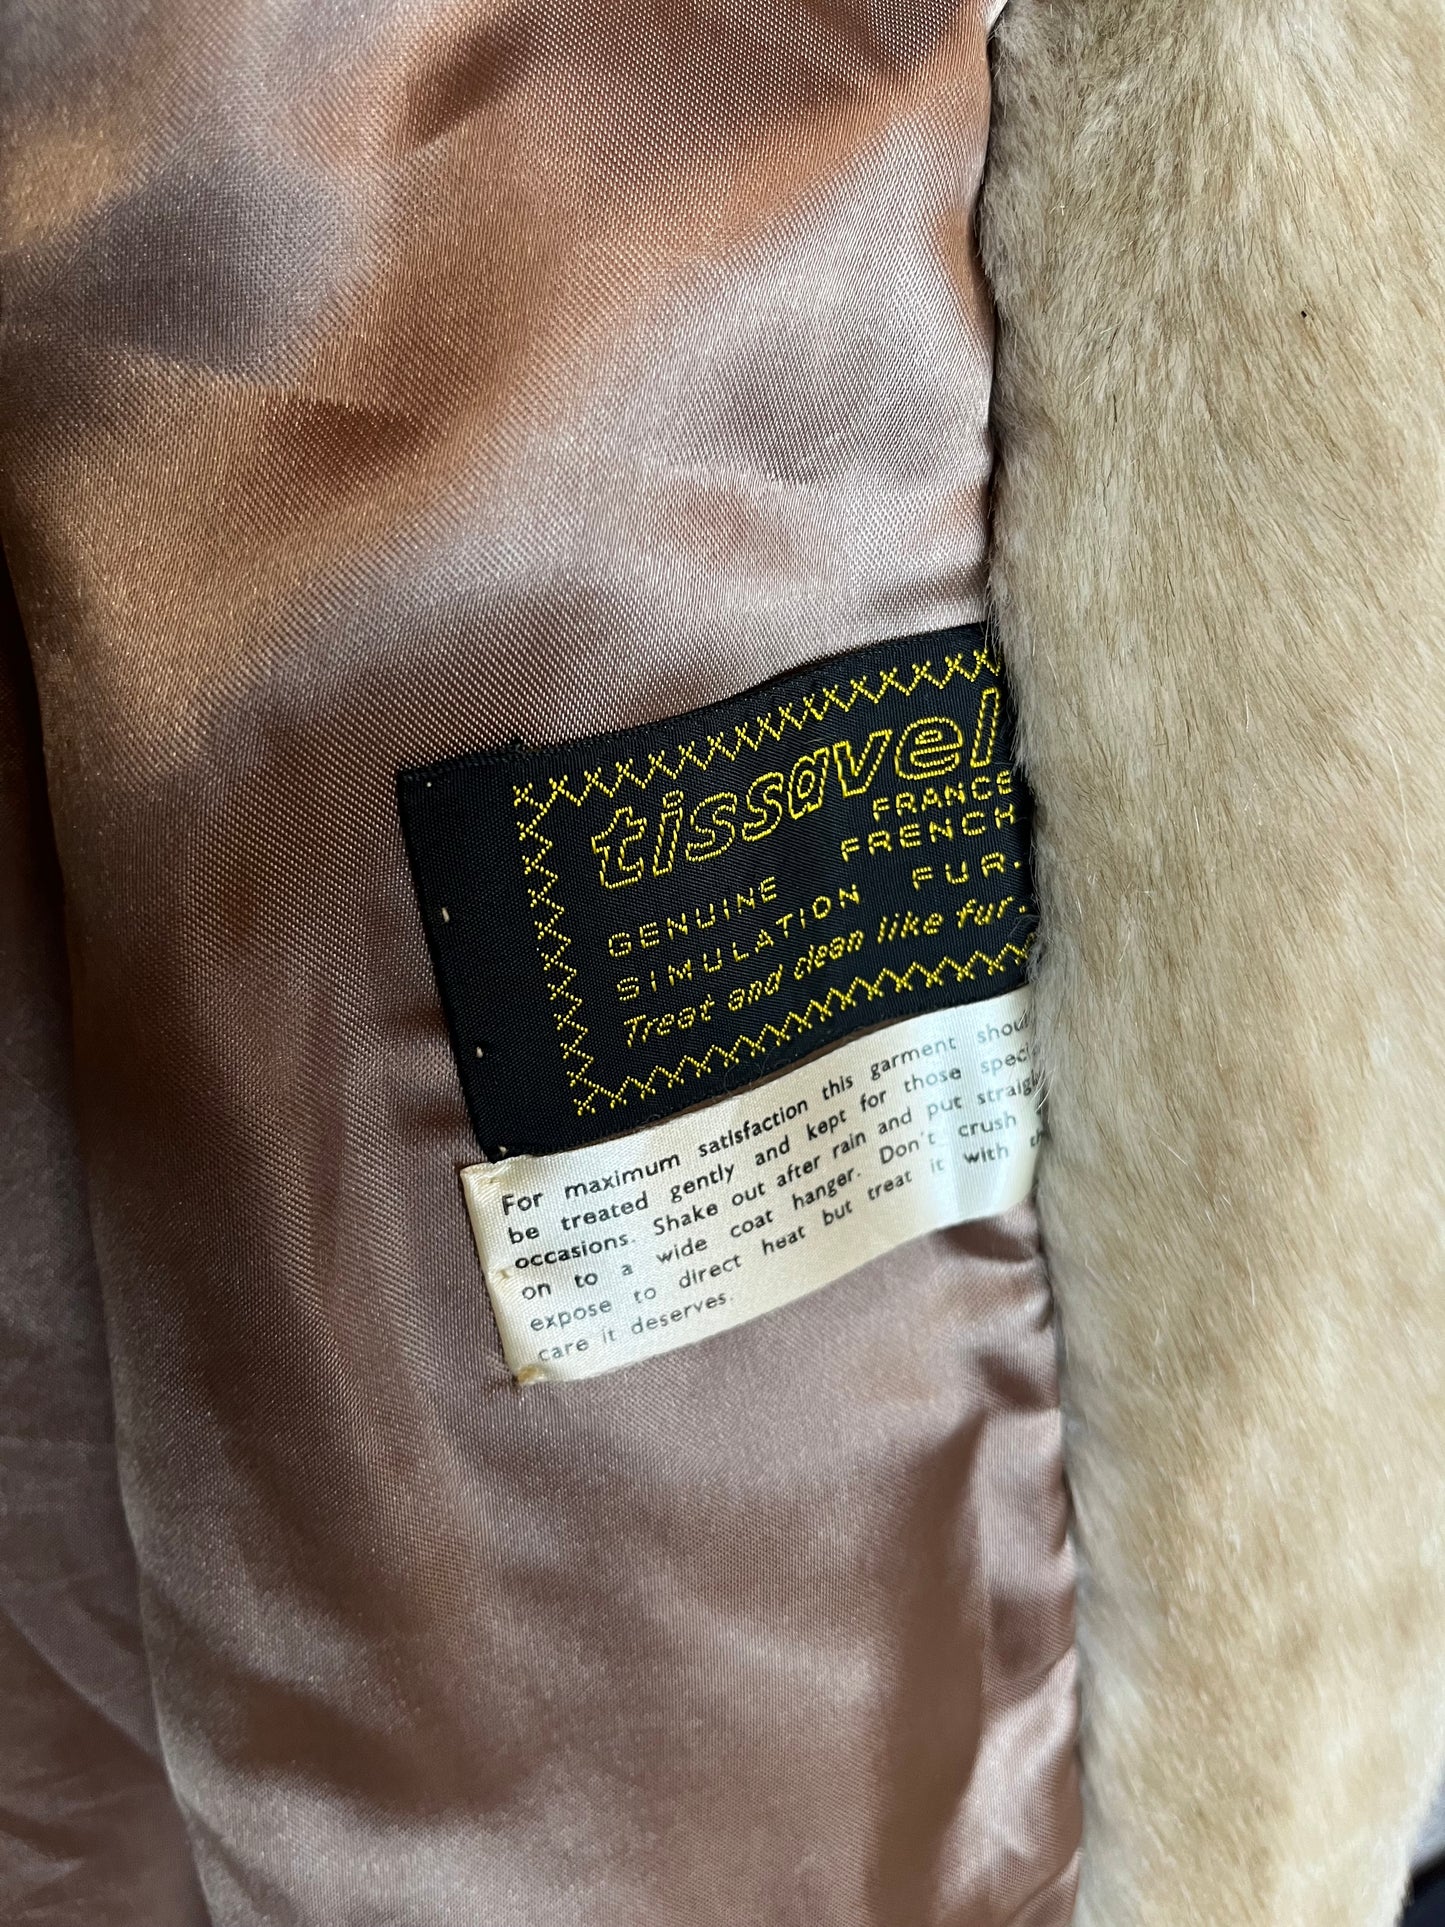 tissavel
FRANCE
GENUINE FRENCH
SIMULATION FUR.
Treat and clean like fur.
For maximum satisfaction this garment
be treated gently and kept for those
occasions. Shake out after rain and put
on to a wide coat hanger. Don't crush
expose to direct heat but treat it with
care it deserves.